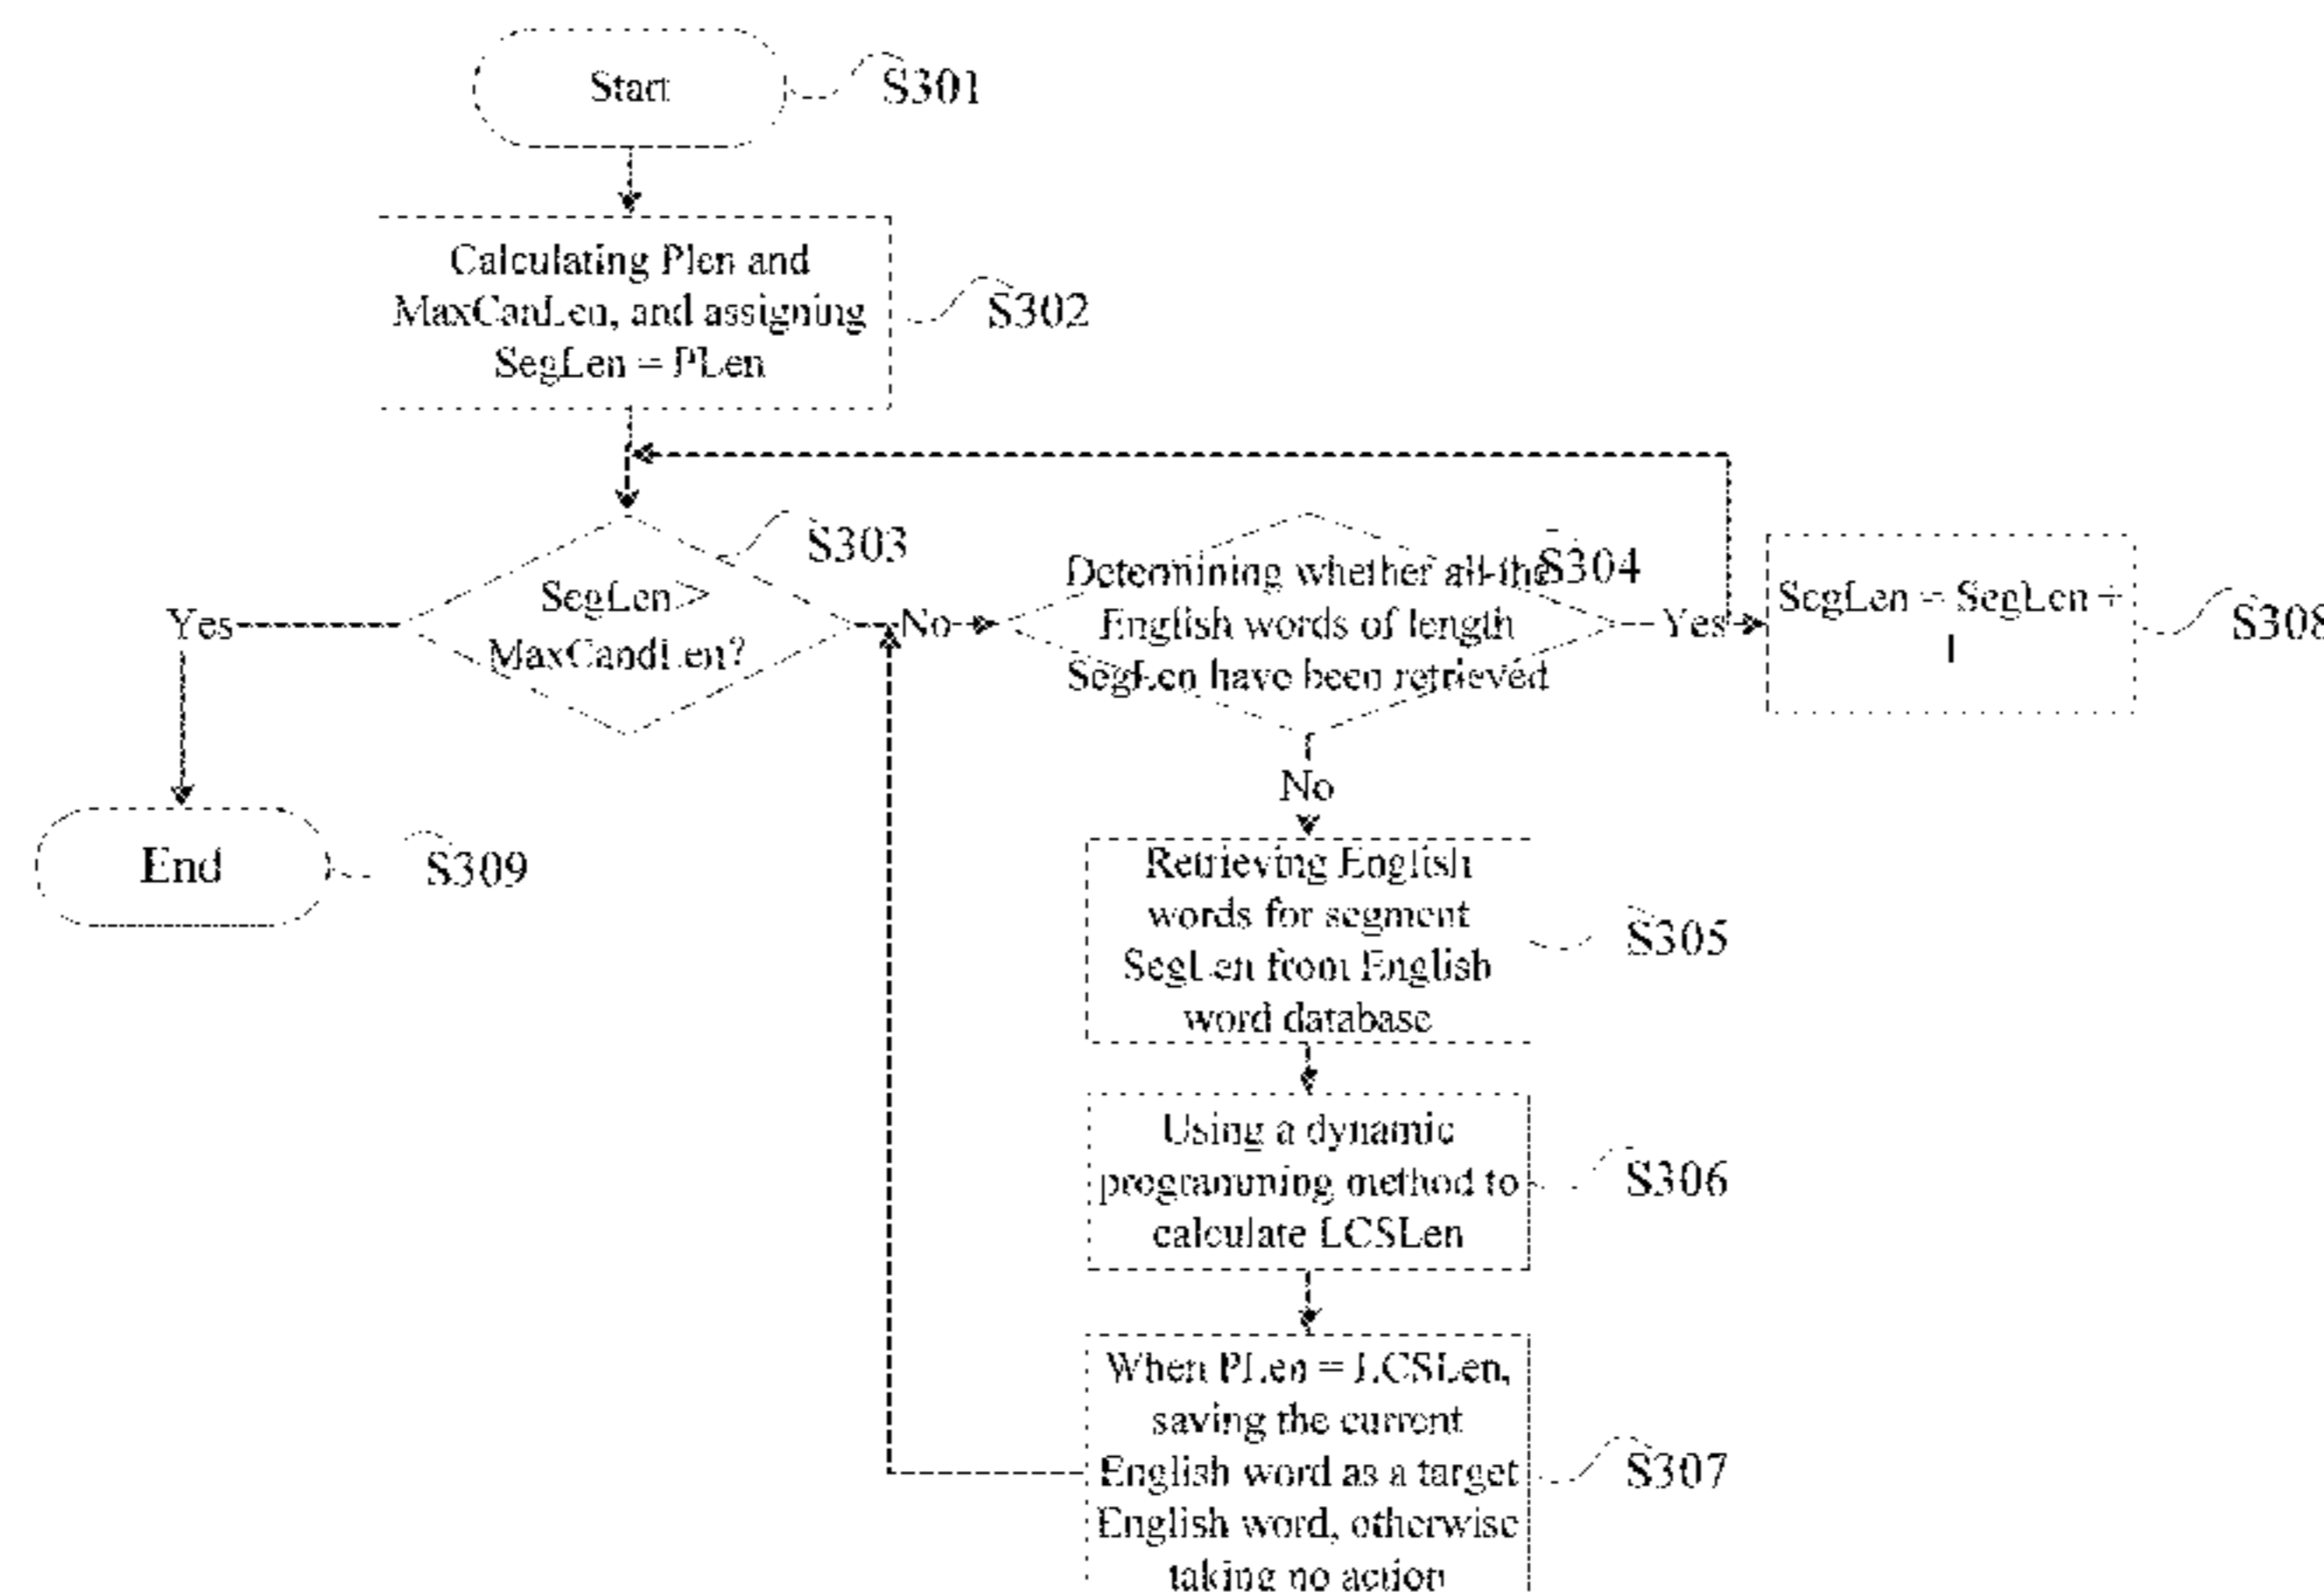 Start
S301
Calculating Plen and
MaxCanLen, and assigning
SegLen = PLen
S302
SegLen >
MaxCandLen?
S303
Yes
No
Determining whether all the
English words of length
SegLen have been retrieved
S304
Yes
SegLen = SegLen +
1
S308
End
S309
No
Retrieving English
words for segment
SegLen from English
word database
S305
Using a dynamic
programming method to
calculate LCSLen
S306
When PLen = LCSLen,
saving the current
English word as a target
English word, otherwise
taking no action
S307